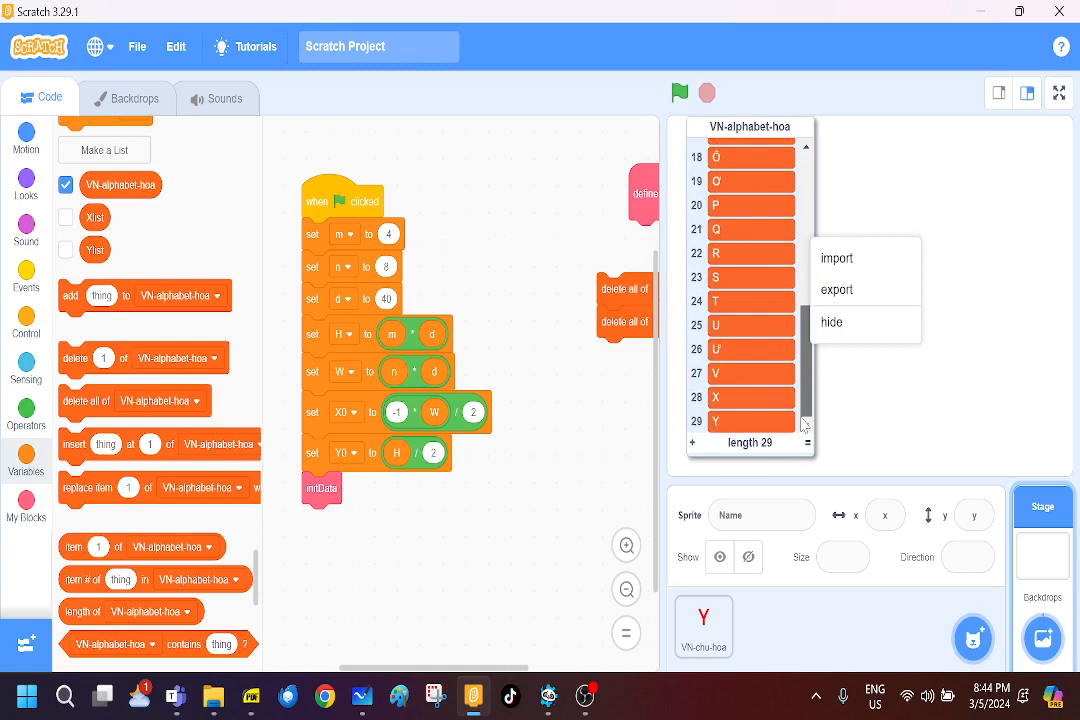 Scratch 3.29.1
SCRATCH File Edit Tutorials Scratch Project ?
Code Backdrops Sounds
Motion
Looks
Sound
Events
Control
Sensing
Operators
Variables
My Blocks
Make a List
VN-alphabet-hoa
Xlist
Ylist
add thing to VN-alphabet-hoa
delete 1 of VN-alphabet-hoa
delete all of VN-alphabet-hoa
insert thing at 1 of VN-alphabet-hoa
replace item 1 of VN-alphabet-hoa w
item 1 of VN-alphabet-hoa
item # of thing in VN-alphabet-hoa
length of VN-alphabet-hoa
VN-alphabet-hoa contains thing ?
when clicked
set m to 4
set n to 8
set d to 40
set H to m * d
set W to n * d
set X0 to -1 * W / 2
set Y0 to H / 2
initData
define
delete all of
delete all of
VN-alphabet-hoa
18 Ô
19 Ơ
20 P
21 Q
22 R
23 S
24 T
25 U
26 Ư
27 V
28 X
29 Y
+ length 29 =
import
export
hide
Sprite Name x x y y
Show Size Direction
Y
VN-chu-hoa
Stage
Backdrops
1
ENG
US
8:44 PM
3/5/2024
PRE